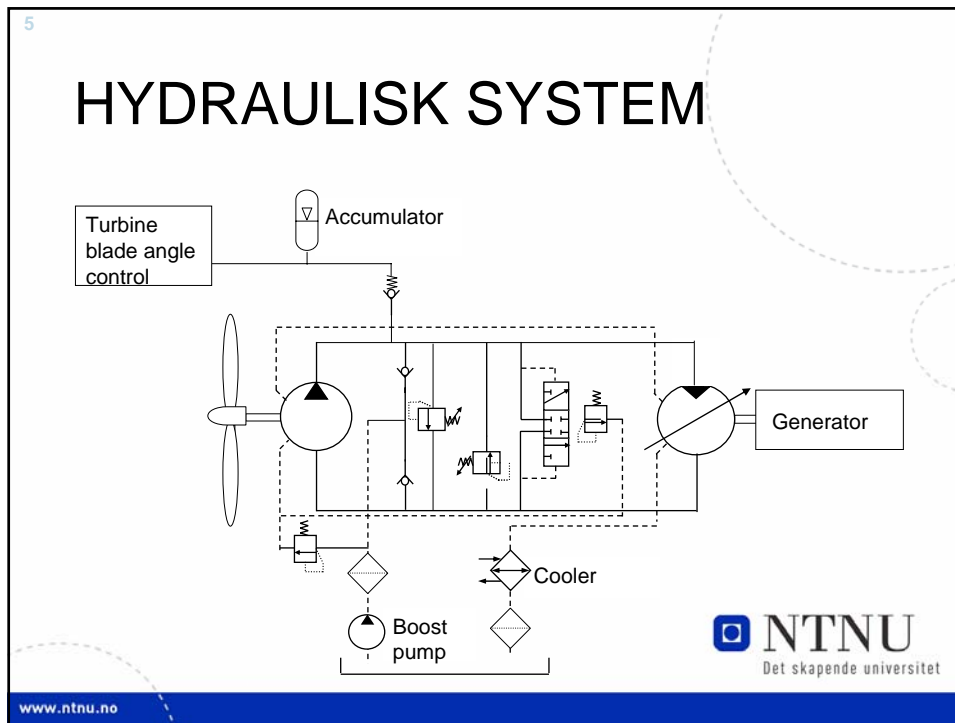 5
HYDRAULISK SYSTEM
Turbine
blade angle
control
Accumulator
Generator
Cooler
Boost
pump
NTNU
Det skapende universitet
www.ntnu.no